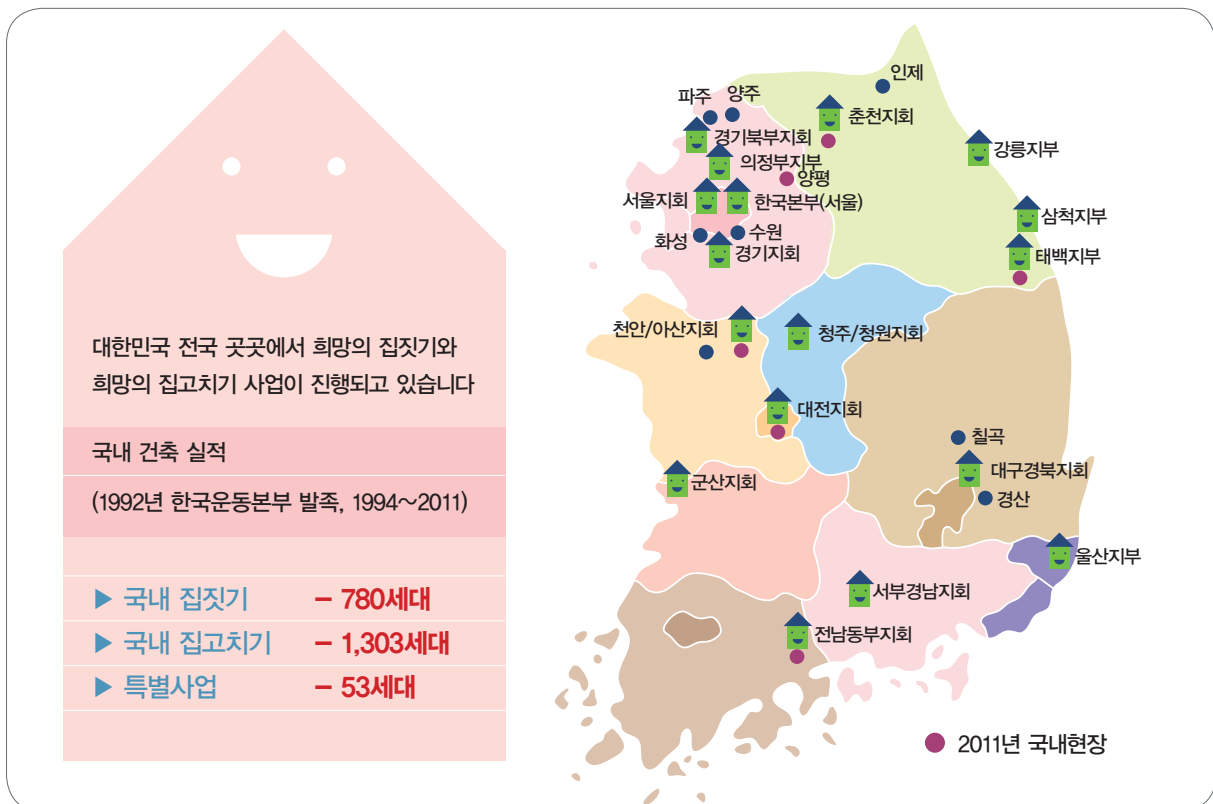 대한민국 전국 곳곳에서 희망의 집짓기와
희망의 집고치기 사업이 진행되고 있습니다
국내 건축 실적
(1992년 한국운동본부 발족, 1994~2011)
▶ 국내 집짓기 – 780세대
▶ 국내 집고치기 – 1,303세대
▶ 특별사업 – 53세대
인제
파주
양주
춘천지회
경기북부지회
강릉지부
의정부지부
양평
서울지회
한국본부(서울)
삼척지부
화성
수원
경기지회
태백지부
천안/아산지회
청주/청원지회
대전지회
칠곡
대구경북지회
군산지회
경산
울산지부
서부경남지회
전남동부지회
2011년 국내현장